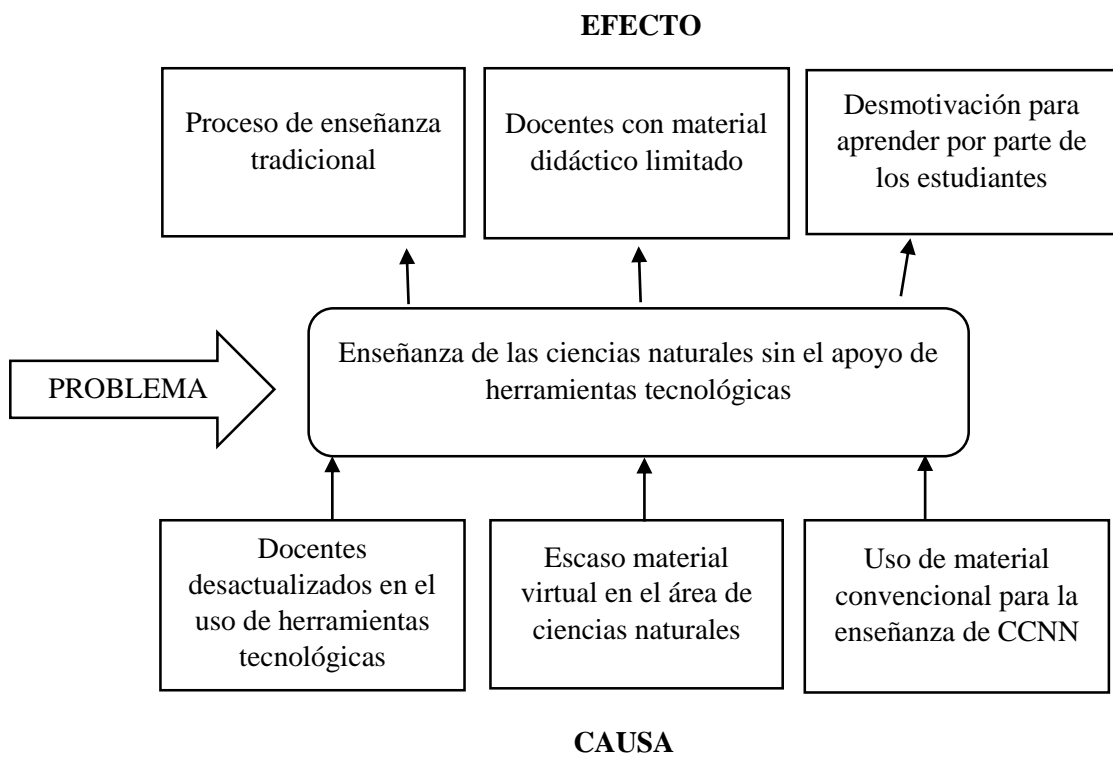 EFECTO
Proceso de enseñanza
tradicional
Docentes con material
didáctico limitado
Desmotivación para
aprender por parte de
los estudiantes
Enseñanza de las ciencias naturales sin el apoyo de
herramientas tecnológicas
PROBLEMA
Docentes
desactualizados en el
uso de herramientas
tecnológicas
Escaso material
virtual en el área de
ciencias naturales
Uso de material
convencional para la
enseñanza de CCNN
CAUSA